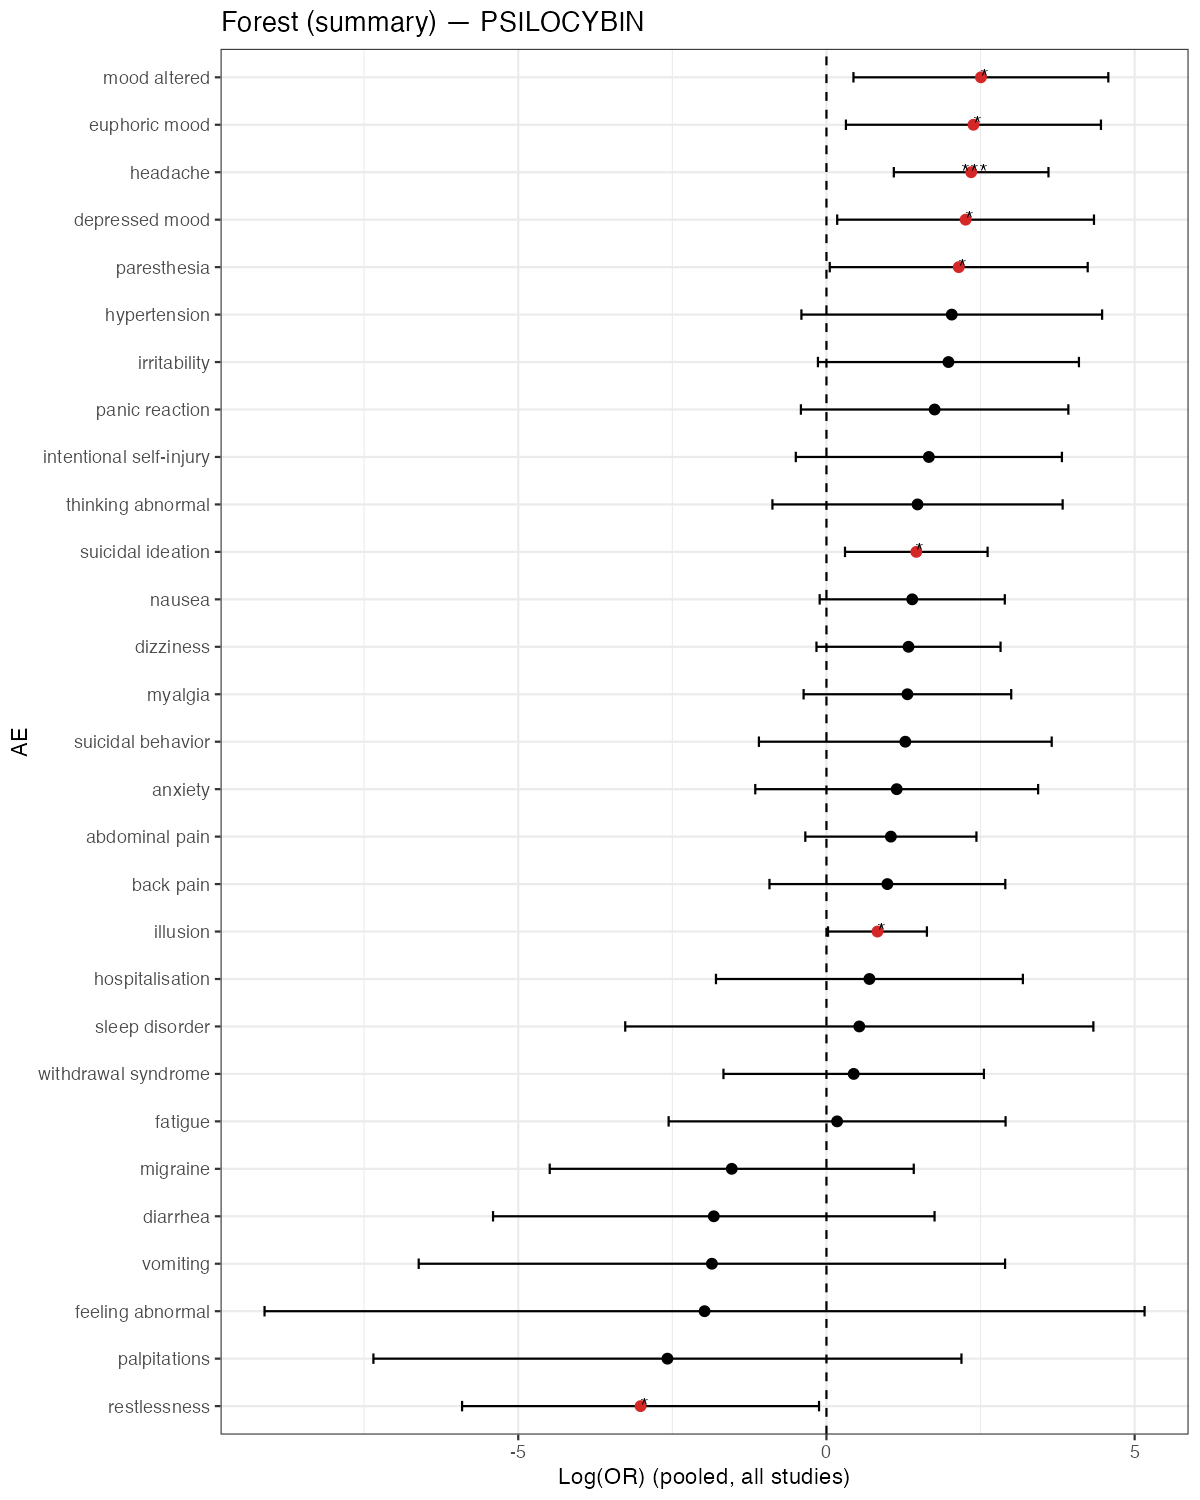 Forest (summary) — PSILOCYBIN
mood altered
*
euphoric mood
*
headache
***
depressed mood
*
paresthesia
*
hypertension
irritability
panic reaction
intentional self-injury
thinking abnormal
suicidal ideation
*
nausea
dizziness
myalgia
suicidal behavior
anxiety
abdominal pain
back pain
illusion
*
hospitalisation
sleep disorder
withdrawal syndrome
fatigue
migraine
diarrhea
vomiting
feeling abnormal
palpitations
restlessness
*
AE
-5
0
5
Log(OR) (pooled, all studies)